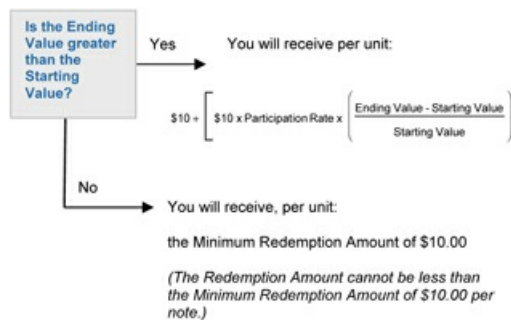 Is the Ending
Value greater
than the
Starting
Value?
Yes
You will receive per unit:
$10 + [ $10 x Participation Rate x ( Ending Value - Starting Value
Starting Value ) ]
No
You will receive, per unit:
the Minimum Redemption Amount of $10.00
(The Redemption Amount cannot be less than
the Minimum Redemption Amount of $10.00 per
note.)